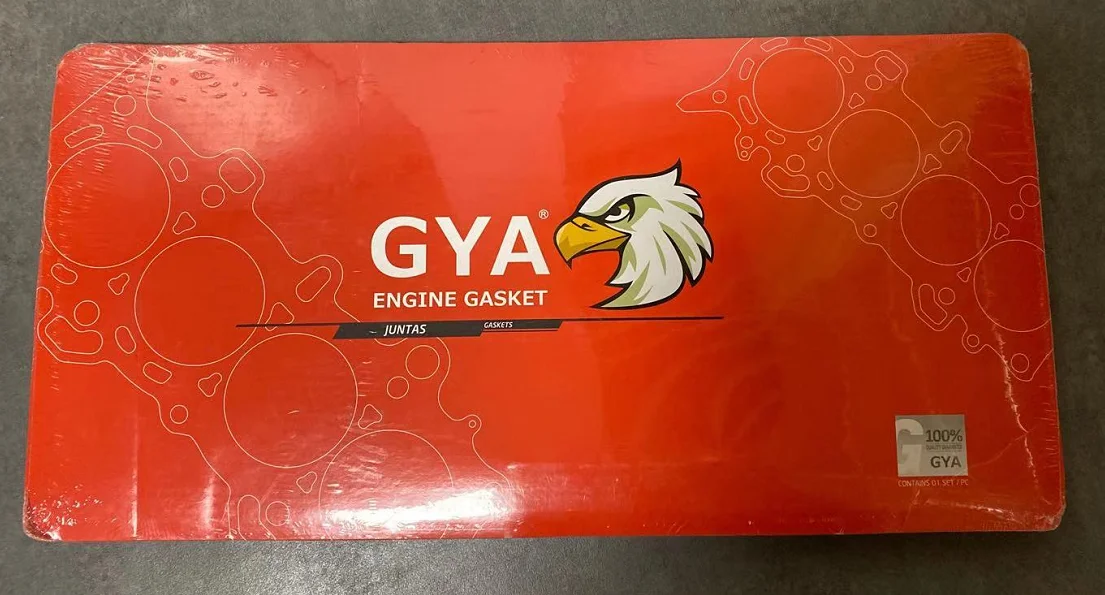 GYA®
ENGINE GASKET
JUNTAS
GASKETS
G
100%
GYA
CONTAINS 01 SET / PC